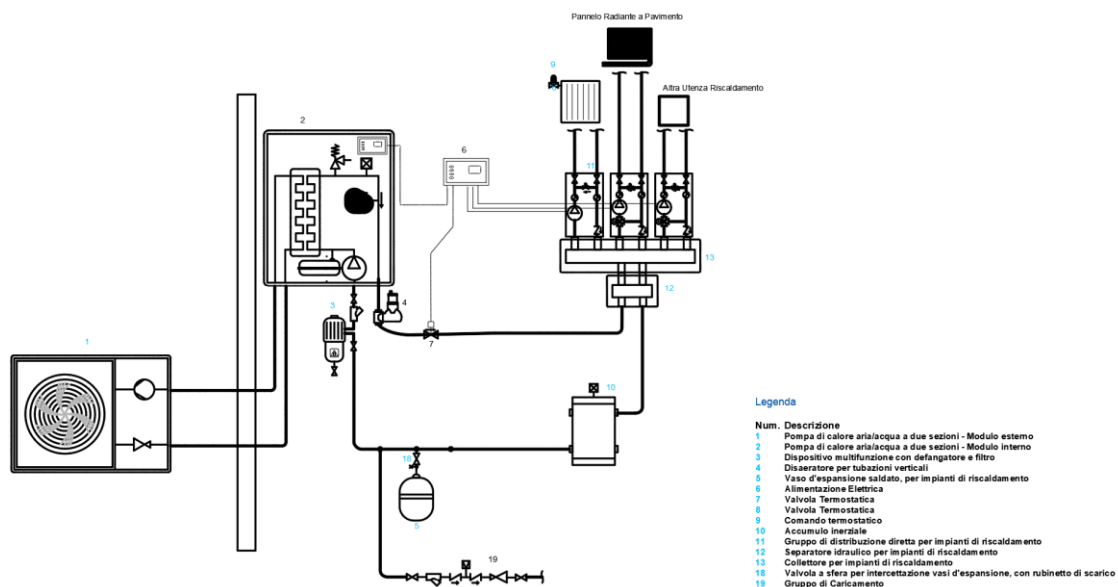 Pannelo Radiante a Pavimento
9
Altra Utenza Riscaldamento
2
6
11
13
12
3
4
7
1
10
18
5
19
Legenda
Num. Descrizione
1 Pompa di calore aria/acqua a due sezioni - Modulo esterno
2 Pompa di calore aria/acqua a due sezioni - Modulo interno
3 Dispositivo multifunzione con defangatore e filtro
4 Disaeratore per tubazioni verticali
5 Vaso d'espansione saldato, per impianti di riscaldamento
6 Alimentazione Elettrica
7 Valvola Termostatica
8 Valvola Termostatica
9 Comando termostatico
10 Accumulo inerziale
11 Gruppo di distribuzione diretta per impianti di riscaldamento
12 Separatore idraulico per impianti di riscaldamento
13 Collettore per impianti di riscaldamento
18 Valvola a sfera per intercettazione vasi d'espansione, con rubinetto di scarico
19 Gruppo di Caricamento